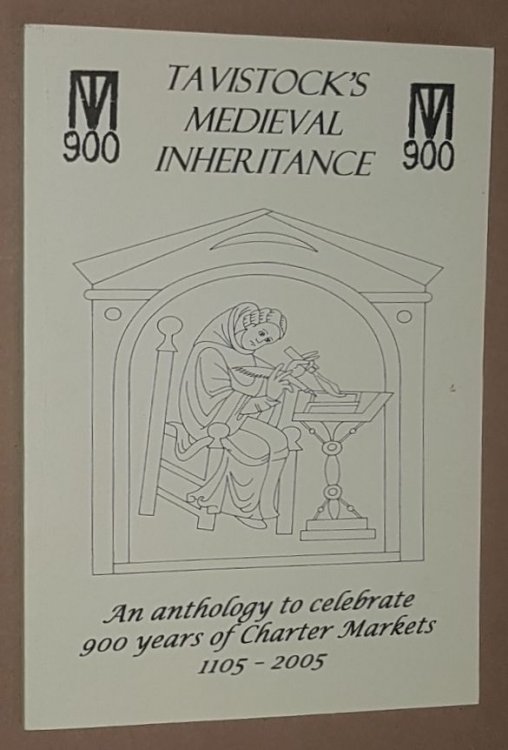 TAVISTOCK'S
MEDIEVAL
INHERITANCE
TM
900
TM
900
An anthology to celebrate
900 years of Charter Markets
1105 - 2005